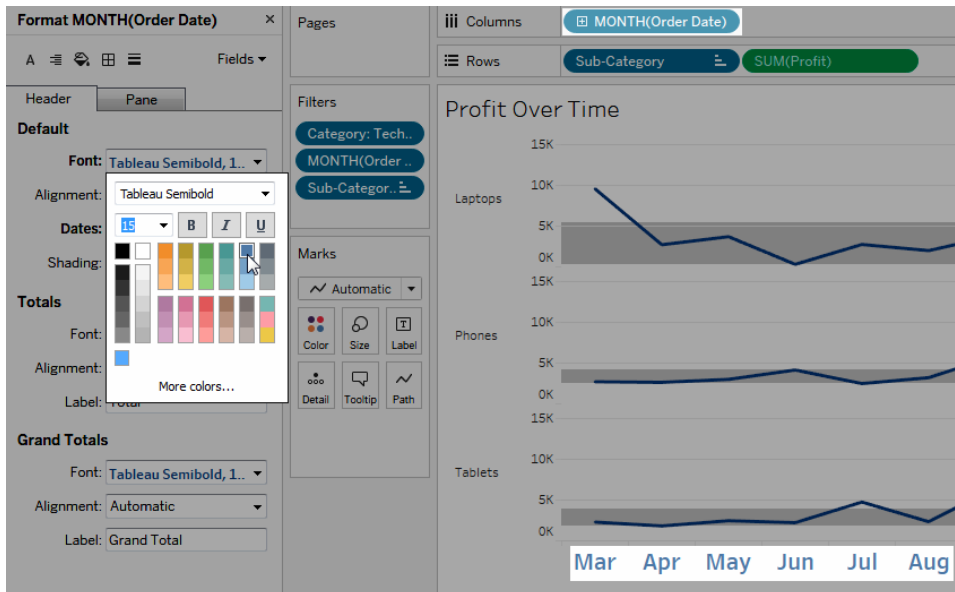 Format MONTH(Order Date) ×
A Fields
Header Pane
Default
Font: Tableau Semibold, 1..
Alignment: Tableau Semibold
Dates: 15 B I U
Shading:
Totals
Font:
Alignment:
More colors...
Label: Total
Grand Totals
Font: Tableau Semibold, 1..
Alignment: Automatic
Label: Grand Total
Pages
Filters
Category: Tech..
MONTH(Order ..
Sub-Categor..
Marks
Automatic
Color Size Label
T
Detail Tooltip Path
Columns MONTH(Order Date)
Rows Sub-Category SUM(Profit)
Profit Over Time
15K
10K
Laptops
5K
0K
15K
10K
Phones
5K
0K
15K
10K
Tablets
5K
0K
Mar Apr May Jun Jul Aug